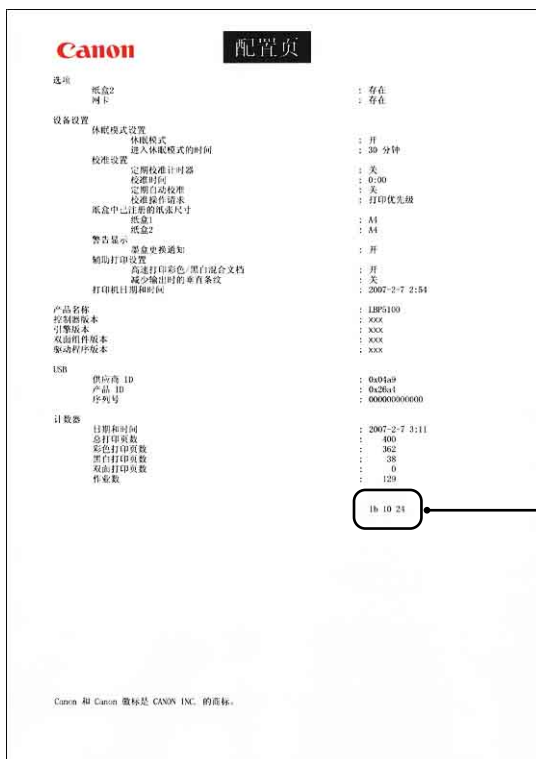 Canon 配置页
选项
纸盒2 : 存在
网卡 : 存在
设备设置
休眠模式设置
休眠模式 : 开
进入休眠模式的时间 : 30 分钟
校准设置
定期校准计时器 : 关
校准时间 : 0:00
定期自动校准 : 关
校准操作请求 : 打印优先级
纸盒中已注册的纸张尺寸
纸盒1 : A4
纸盒2 : A4
警告显示
墨盒更换通知 : 开
辅助打印设置
高速打印彩色/黑白混合文档 : 开
减少输出时的垂直条纹 : 关
打印机日期和时间 : 2007-2-7 2:54
产品名称 : LBP5100
控制器版本 : xxx
引擎版本 : xxx
双面组件版本 : xxx
驱动程序版本 : xxx
USB
供应商 ID : 0x04a9
产品 ID : 0x26a4
序列号 : 000000000000
计数器
日期和时间 : 2007-2-7 3:11
总打印页数 : 400
彩色打印页数 : 362
黑白打印页数 : 38
双面打印页数 : 0
作业数 : 129
1b 10 24
Canon 和 Canon 徽标是 CANON INC. 的商标。